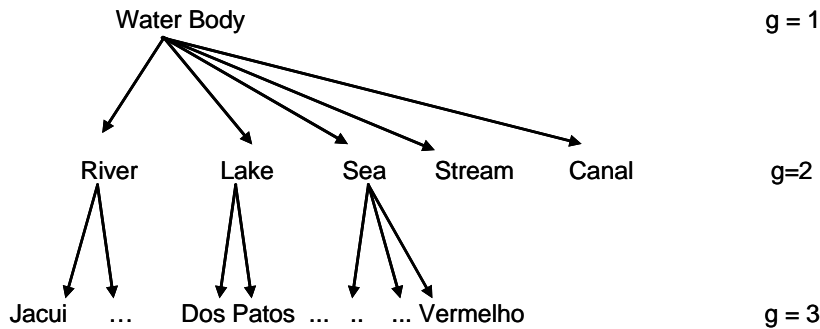 Water Body g = 1
River Lake Sea Stream Canal g=2
Jacui ... Dos Patos ... .. ... Vermelho g = 3